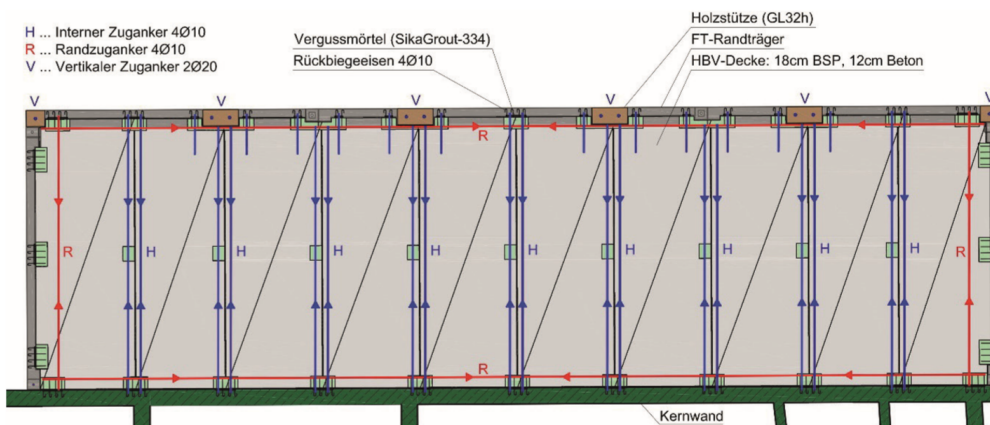 H ... Interner Zuganker 4Ø10
R ... Randzuganker 4Ø10
V ... Vertikaler Zuganker 2Ø20
Vergussmörtel (SikaGrout-334)
Rückbiegeeisen 4Ø10
Holzstütze (GL32h)
FT-Randträger
HBV-Decke: 18cm BSP, 12cm Beton
V V V V V V
R
R H H H H H H H H H R
R
Kernwand